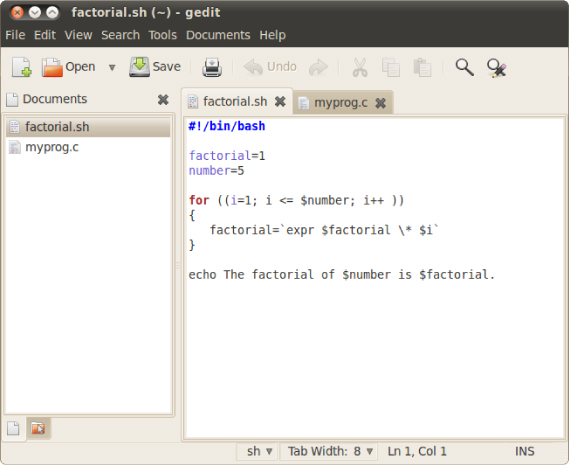 factorial.sh (~) - gedit
File Edit View Search Tools Documents Help
Open Save Undo
Documents
factorial.sh
myprog.c
factorial.sh myprog.c
#!/bin/bash
factorial=1
number=5
for ((i=1; i <= $number; i++ ))
{
factorial=`expr $factorial \* $i`
}
echo The factorial of $number is $factorial.
sh Tab Width: 8 Ln 1, Col 1 INS